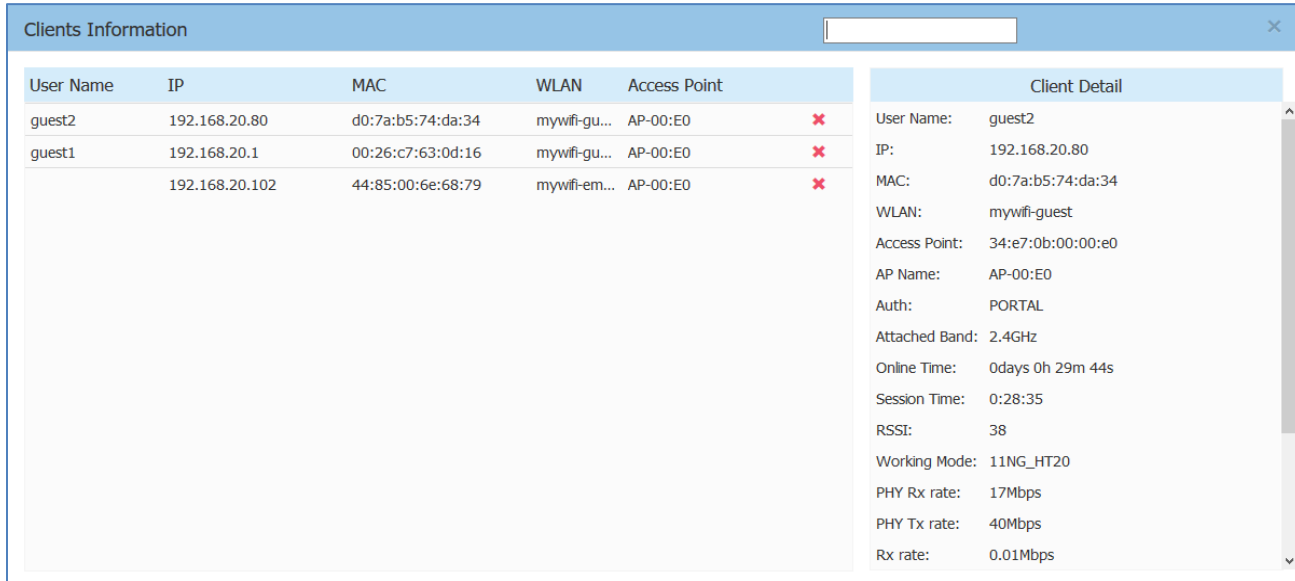 Clients Information
User Name IP MAC WLAN Access Point
guest2 192.168.20.80 d0:7a:b5:74:da:34 mywifi-gu... AP-00:E0
guest1 192.168.20.1 00:26:c7:63:0d:16 mywifi-gu... AP-00:E0
192.168.20.102 44:85:00:6e:68:79 mywifi-em... AP-00:E0
Client Detail
User Name: guest2
IP: 192.168.20.80
MAC: d0:7a:b5:74:da:34
WLAN: mywifi-guest
Access Point: 34:e7:0b:00:00:e0
AP Name: AP-00:E0
Auth: PORTAL
Attached Band: 2.4GHz
Online Time: 0days 0h 29m 44s
Session Time: 0:28:35
RSSI: 38
Working Mode: 11NG_HT20
PHY Rx rate: 17Mbps
PHY Tx rate: 40Mbps
Rx rate: 0.01Mbps